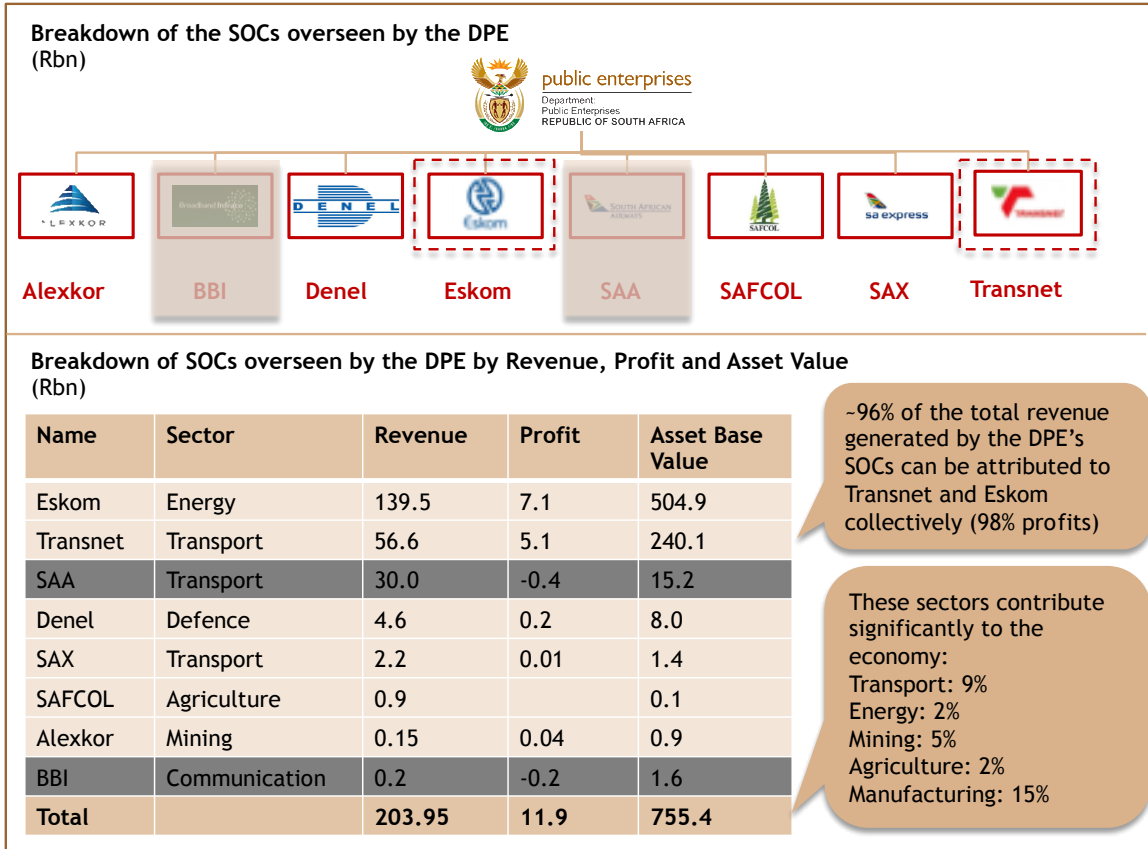 Breakdown of the SOCs overseen by the DPE
(Rbn)
public enterprises
Department:
Public Enterprises
REPUBLIC OF SOUTH AFRICA
LEXKOR
Broadband Infraco
DENEL
Eskom
SOUTH AFRICAN
AIRWAYS
SAFCOL
sa express
TRANSNET
Alexkor BBI Denel Eskom SAA SAFCOL SAX Transnet
Breakdown of SOCs overseen by the DPE by Revenue, Profit and Asset Value
(Rbn)
Name Sector Revenue Profit Asset Base
Value
Eskom Energy 139.5 7.1 504.9
Transnet Transport 56.6 5.1 240.1
SAA Transport 30.0 -0.4 15.2
Denel Defence 4.6 0.2 8.0
SAX Transport 2.2 0.01 1.4
SAFCOL Agriculture 0.9 0.1
Alexkor Mining 0.15 0.04 0.9
BBI Communication 0.2 -0.2 1.6
Total 203.95 11.9 755.4
~96% of the total revenue
generated by the DPE’s
SOCs can be attributed to
Transnet and Eskom
collectively (98% profits)
These sectors contribute
significantly to the
economy:
Transport: 9%
Energy: 2%
Mining: 5%
Agriculture: 2%
Manufacturing: 15%